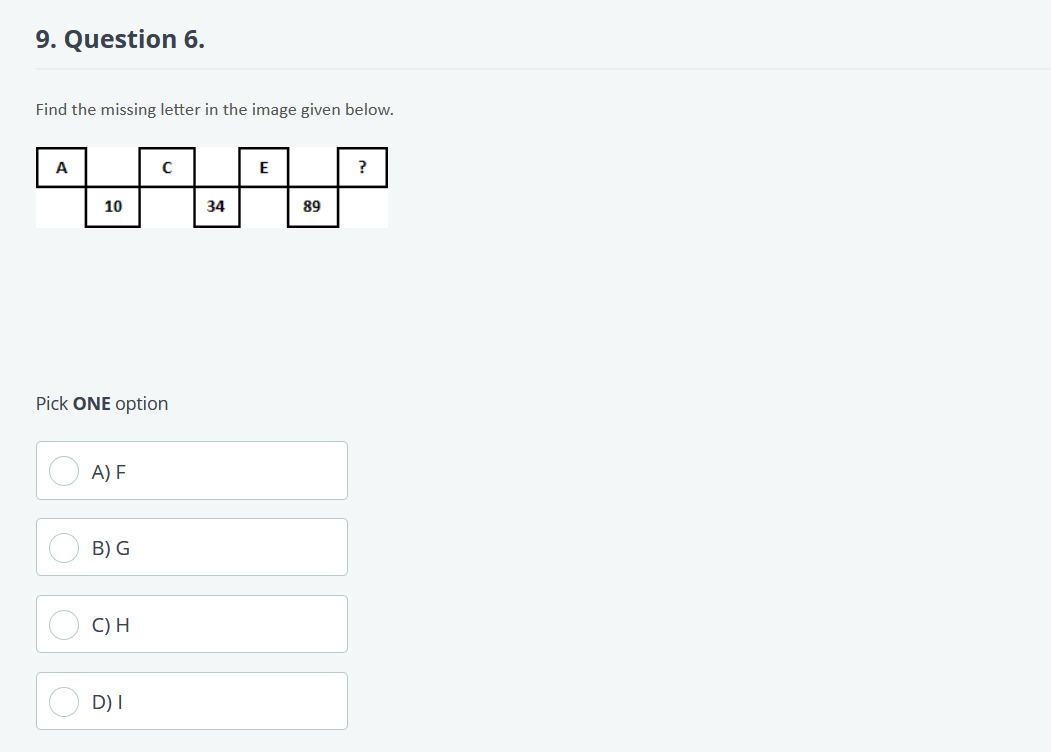 9. Question 6.
Find the missing letter in the image given below.
A C E ?
10 34 89
Pick ONE option
A) F
B) G
C) H
D) I